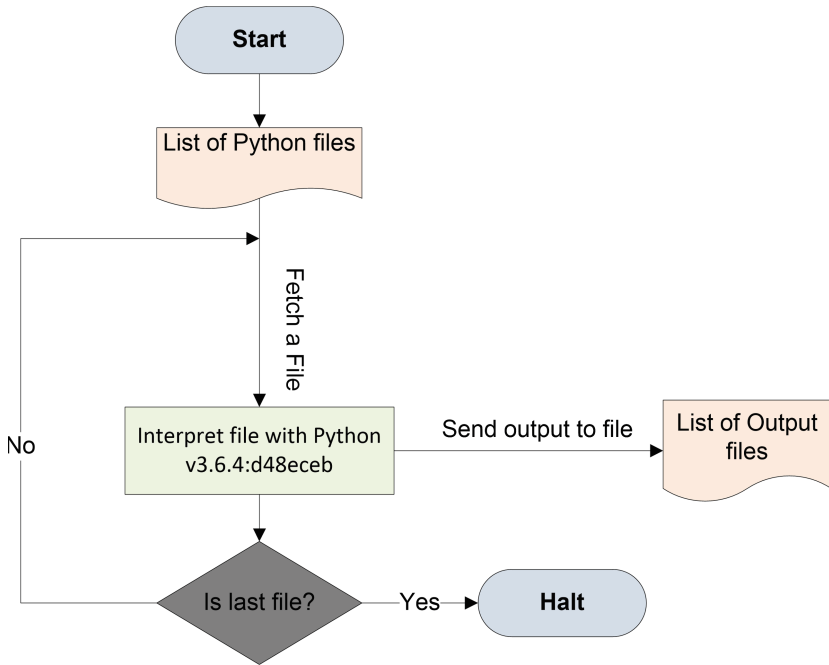 Start
List of Python files
Fetch a File
Interpret file with Python
v3.6.4:d48eceb
Send output to file
List of Output
files
No
Is last file?
Yes
Halt